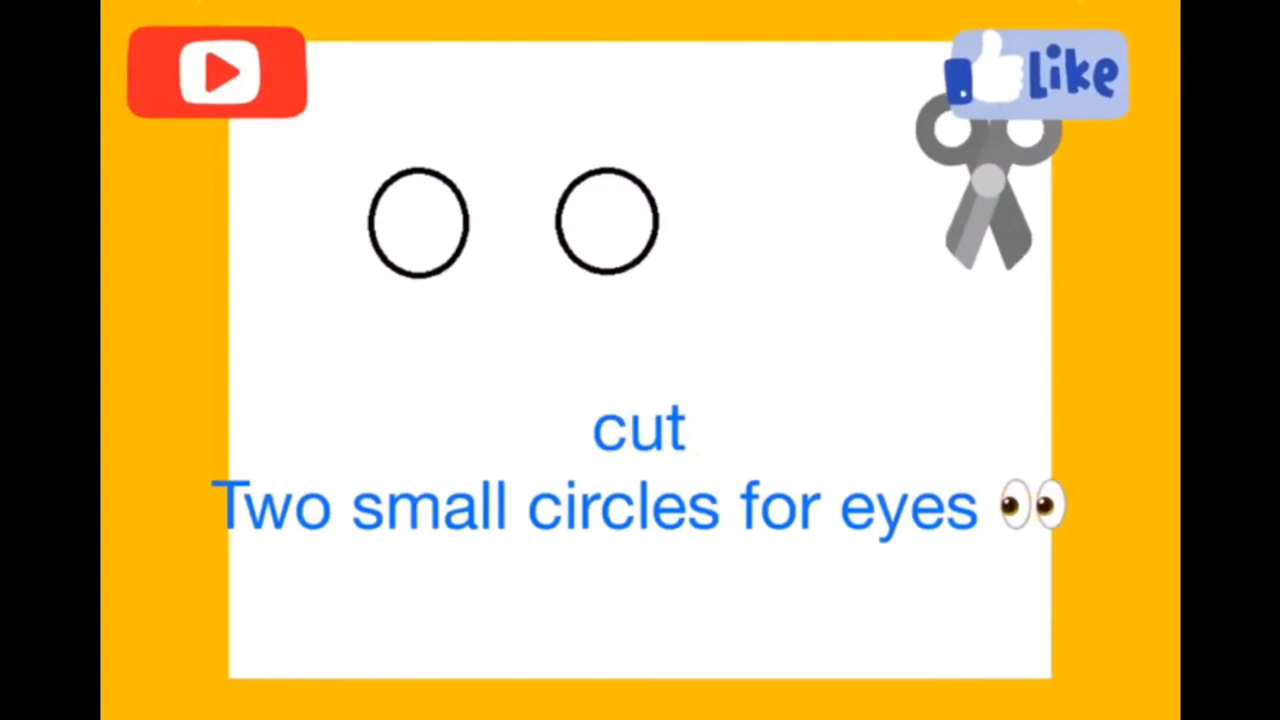 Like
cut
Two small circles for eyes 👀